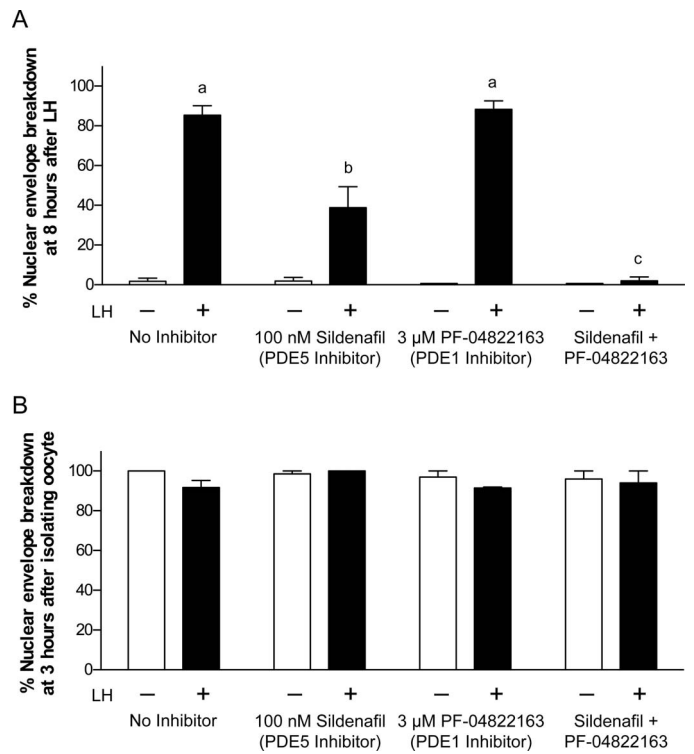 A
% Nuclear envelope breakdown
at 8 hours after LH
100
80
60
40
20
0
a
b
a
c
LH − + − + − + − +
No Inhibitor 100 nM Sildenafil 3 µM PF-04822163 Sildenafil +
(PDE5 Inhibitor) (PDE1 Inhibitor) PF-04822163
B
% Nuclear envelope breakdown
at 3 hours after isolating oocyte
100
80
60
40
20
0
LH − + − + − + − +
No Inhibitor 100 nM Sildenafil 3 µM PF-04822163 Sildenafil +
(PDE5 Inhibitor) (PDE1 Inhibitor) PF-04822163